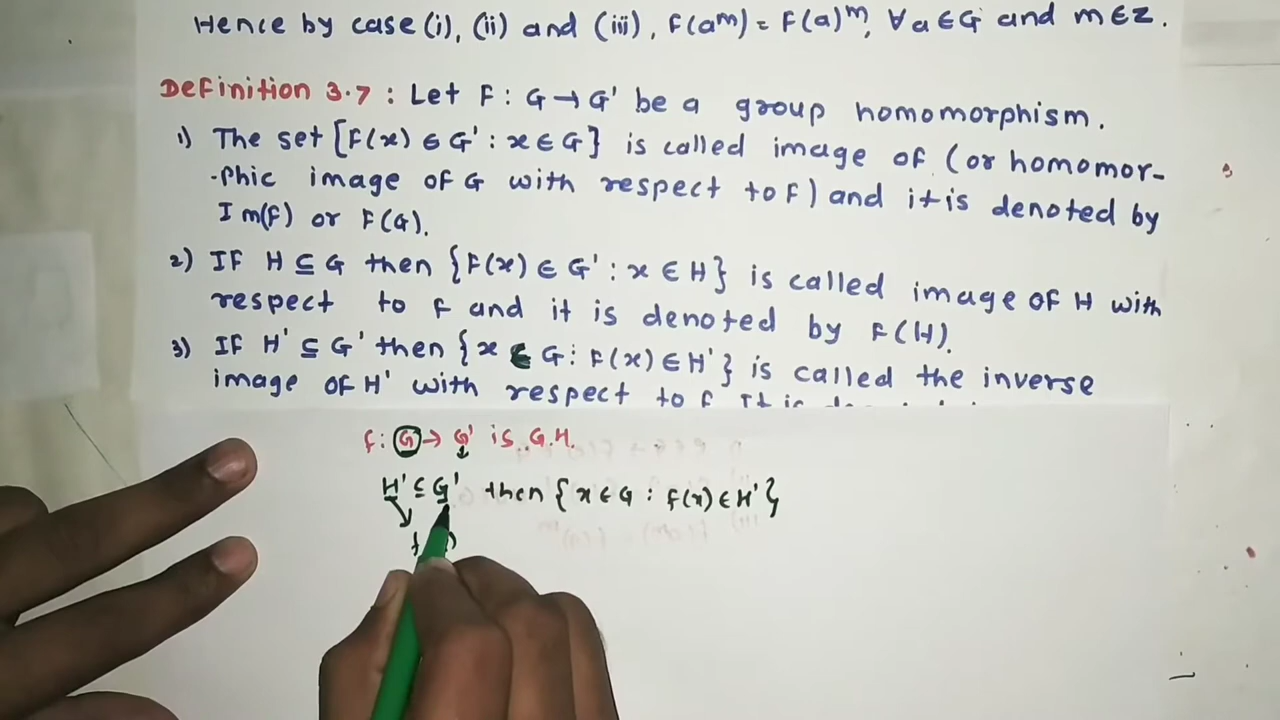 Hence by case (i), (ii) and (iii), F(aᵐ) = F(a)ᵐ, ∀ a ∈ G and m ∈ Z.
Definition 3.7 : Let F : G → G' be a group homomorphism.
1) The set [F(x) ∈ G' : x ∈ G} is called image of (or homomor-
-phic image of G with respect to F) and it is denoted by
Im(F) or F(G).
2) IF H ⊆ G then {F(x) ∈ G' : x ∈ H} is called image of H with
respect to f and it is denoted by F(H).
3) IF H' ⊆ G' then {x ∈ G : F(x) ∈ H'} is called the inverse
image OF H' with respect to f It is
f : G → G' is G.H.
H' ⊆ G' then { x ∈ G : f(x) ∈ H' }